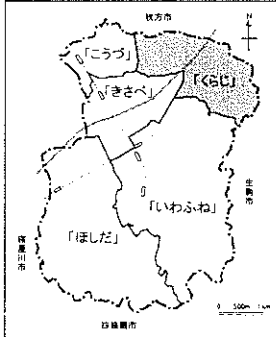 枚方市
N
「こうづ」
「くらじ」
「きさべ」
生駒市
「いわふね」
「ほしだ」
寝屋川市
0 500m 1km
四條畷市